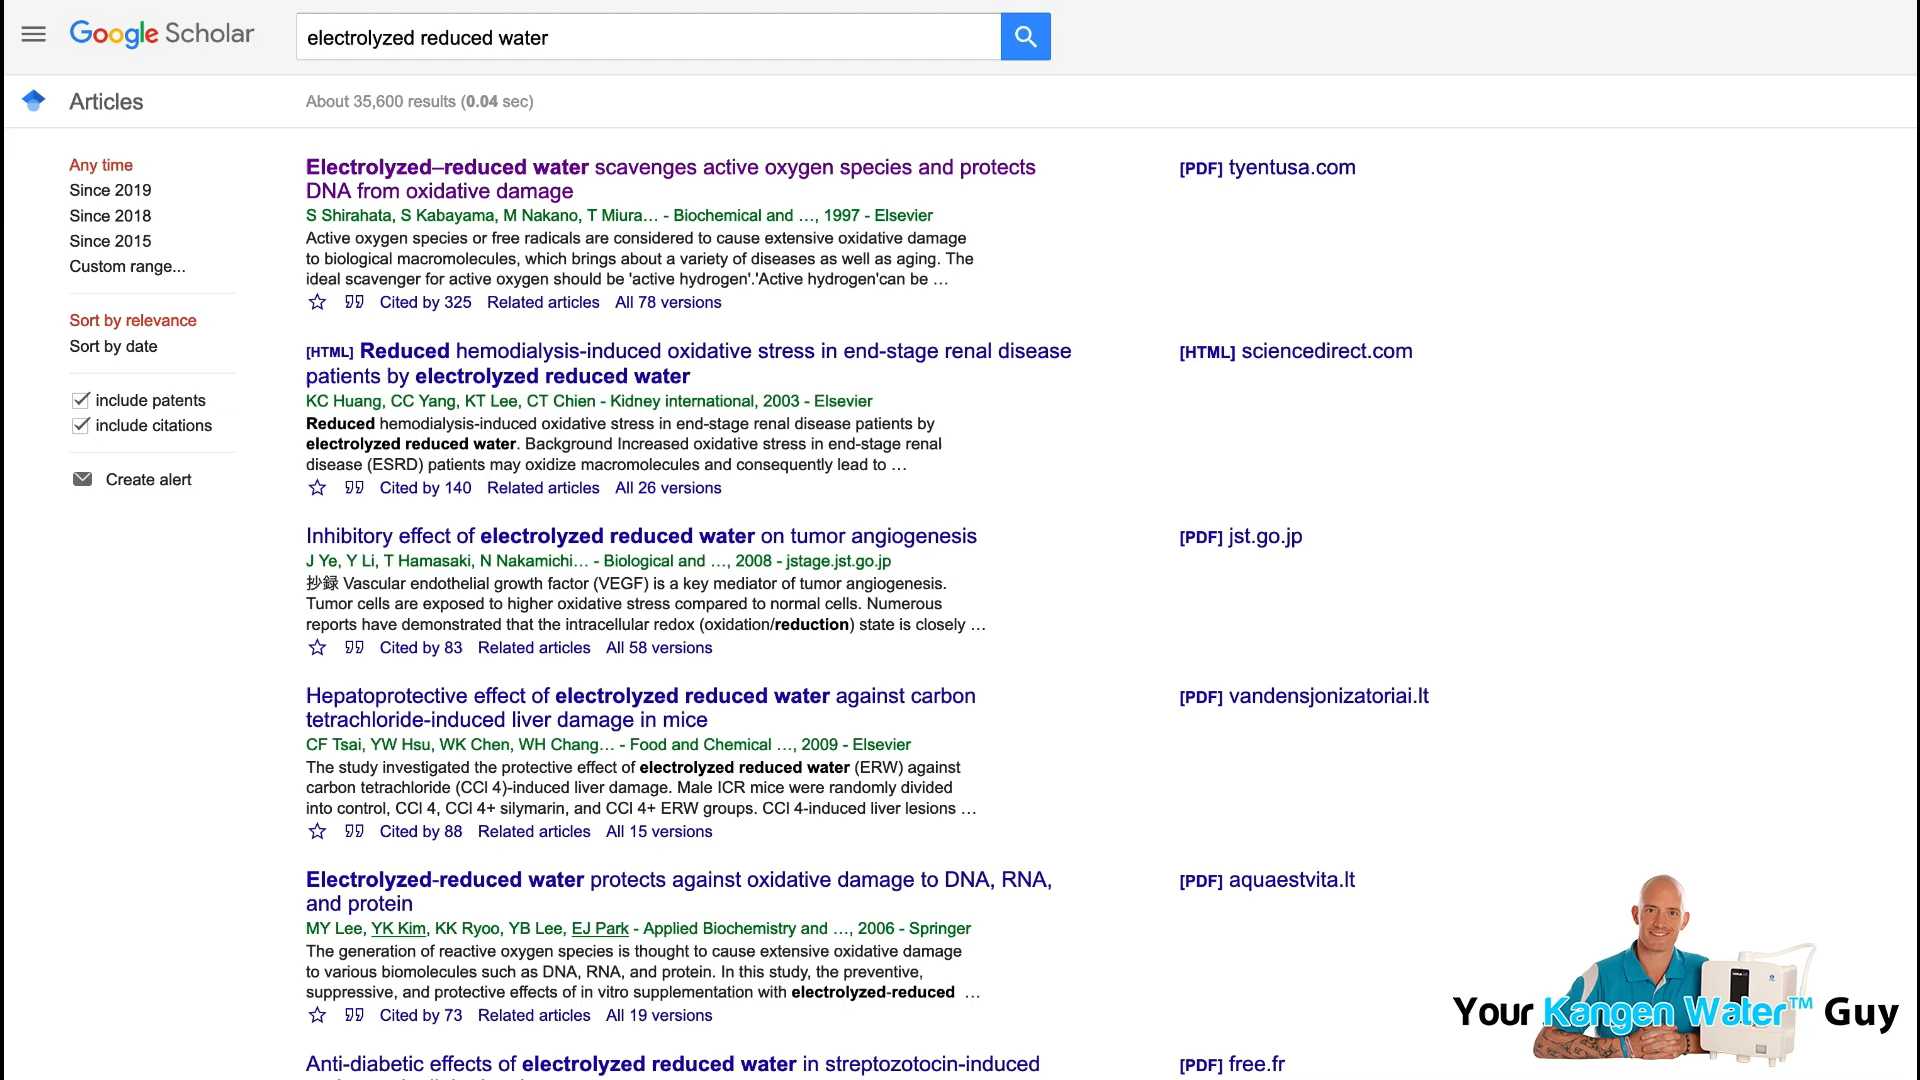 Google Scholar
electrolyzed reduced water
Articles
About 35,600 results (0.04 sec)
Any time
Since 2019
Since 2018
Since 2015
Custom range...
Sort by relevance
Sort by date
include patents
include citations
Create alert
Electrolyzed–reduced water scavenges active oxygen species and protects
DNA from oxidative damage
S Shirahata, S Kabayama, M Nakano, T Miura… - Biochemical and …, 1997 - Elsevier
Active oxygen species or free radicals are considered to cause extensive oxidative damage
to biological macromolecules, which brings about a variety of diseases as well as aging. The
ideal scavenger for active oxygen should be 'active hydrogen'.'Active hydrogen'can be …
Cited by 325 Related articles All 78 versions
[PDF] tyentusa.com
[HTML] Reduced hemodialysis-induced oxidative stress in end-stage renal disease
patients by electrolyzed reduced water
KC Huang, CC Yang, KT Lee, CT Chien - Kidney international, 2003 - Elsevier
Reduced hemodialysis-induced oxidative stress in end-stage renal disease patients by
electrolyzed reduced water. Background Increased oxidative stress in end-stage renal
disease (ESRD) patients may oxidize macromolecules and consequently lead to …
Cited by 140 Related articles All 26 versions
[HTML] sciencedirect.com
Inhibitory effect of electrolyzed reduced water on tumor angiogenesis
J Ye, Y Li, T Hamasaki, N Nakamichi… - Biological and …, 2008 - jstage.jst.go.jp
抄録 Vascular endothelial growth factor (VEGF) is a key mediator of tumor angiogenesis.
Tumor cells are exposed to higher oxidative stress compared to normal cells. Numerous
reports have demonstrated that the intracellular redox (oxidation/reduction) state is closely …
Cited by 83 Related articles All 58 versions
[PDF] jst.go.jp
Hepatoprotective effect of electrolyzed reduced water against carbon
tetrachloride-induced liver damage in mice
CF Tsai, YW Hsu, WK Chen, WH Chang… - Food and Chemical …, 2009 - Elsevier
The study investigated the protective effect of electrolyzed reduced water (ERW) against
carbon tetrachloride (CCl 4)-induced liver damage. Male ICR mice were randomly divided
into control, CCl 4, CCl 4+ silymarin, and CCl 4+ ERW groups. CCl 4-induced liver lesions …
Cited by 88 Related articles All 15 versions
[PDF] vandensjonizatoriai.lt
Electrolyzed-reduced water protects against oxidative damage to DNA, RNA,
and protein
MY Lee, YK Kim, KK Ryoo, YB Lee, EJ Park - Applied Biochemistry and …, 2006 - Springer
The generation of reactive oxygen species is thought to cause extensive oxidative damage
to various biomolecules such as DNA, RNA, and protein. In this study, the preventive,
suppressive, and protective effects of in vitro supplementation with electrolyzed-reduced …
Cited by 73 Related articles All 19 versions
[PDF] aquaestvita.lt
Anti-diabetic effects of electrolyzed reduced water in streptozotocin-induced
[PDF] free.fr
Your Kangen Water™ Guy